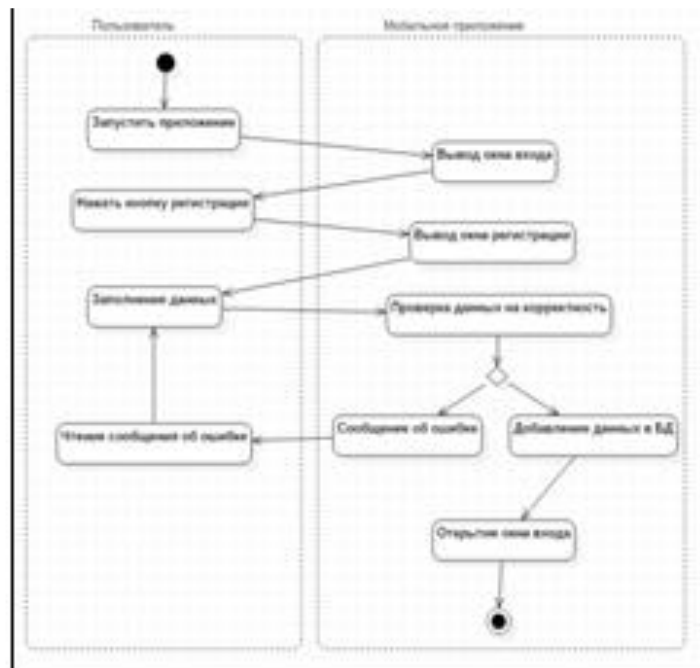 Пользователь
Мобильное приложение
Запустить приложение
Вывод окна входа
Нажать кнопку регистрации
Вывод окна регистрации
Заполнение данных
Проверка данных на корректность
Чтение сообщения об ошибке
Сообщение об ошибке
Добавление данных в БД
Открытие окна входа